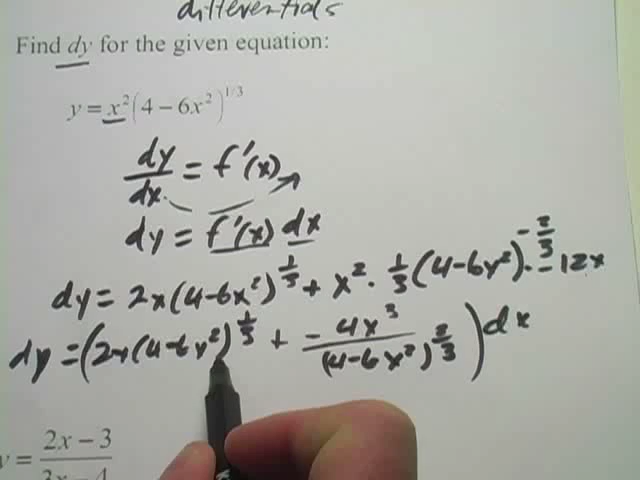 differentials
Find dy for the given equation:
y = x²(4 − 6x²)^1/3
dy/dx = f'(x)
dy = f'(x) dx
dy = 2x(4-6x²)^1/3 + x² · 1/3 (4-6x²)^-2/3 · -12x
dy = (2x(4-6x²)^1/3 + -4x³/(4-6x²)^2/3) dx
y = 2x − 3